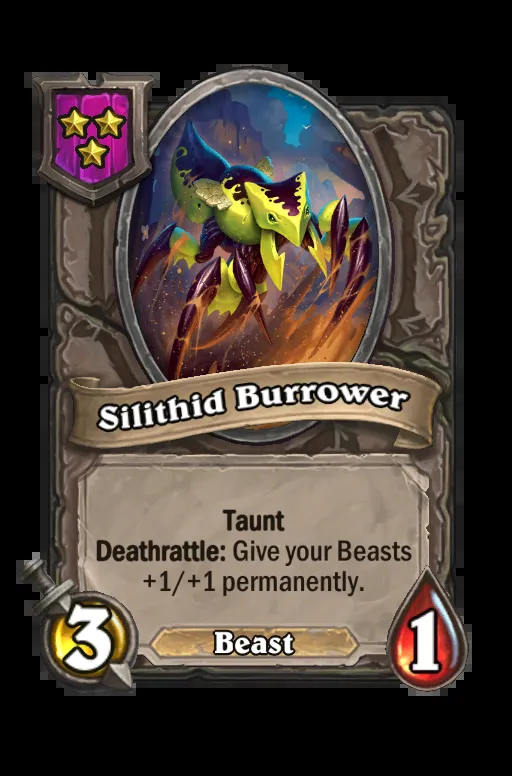 Silithid Burrower
Taunt
Deathrattle: Give your Beasts
+1/+1 permanently.
3
Beast
1